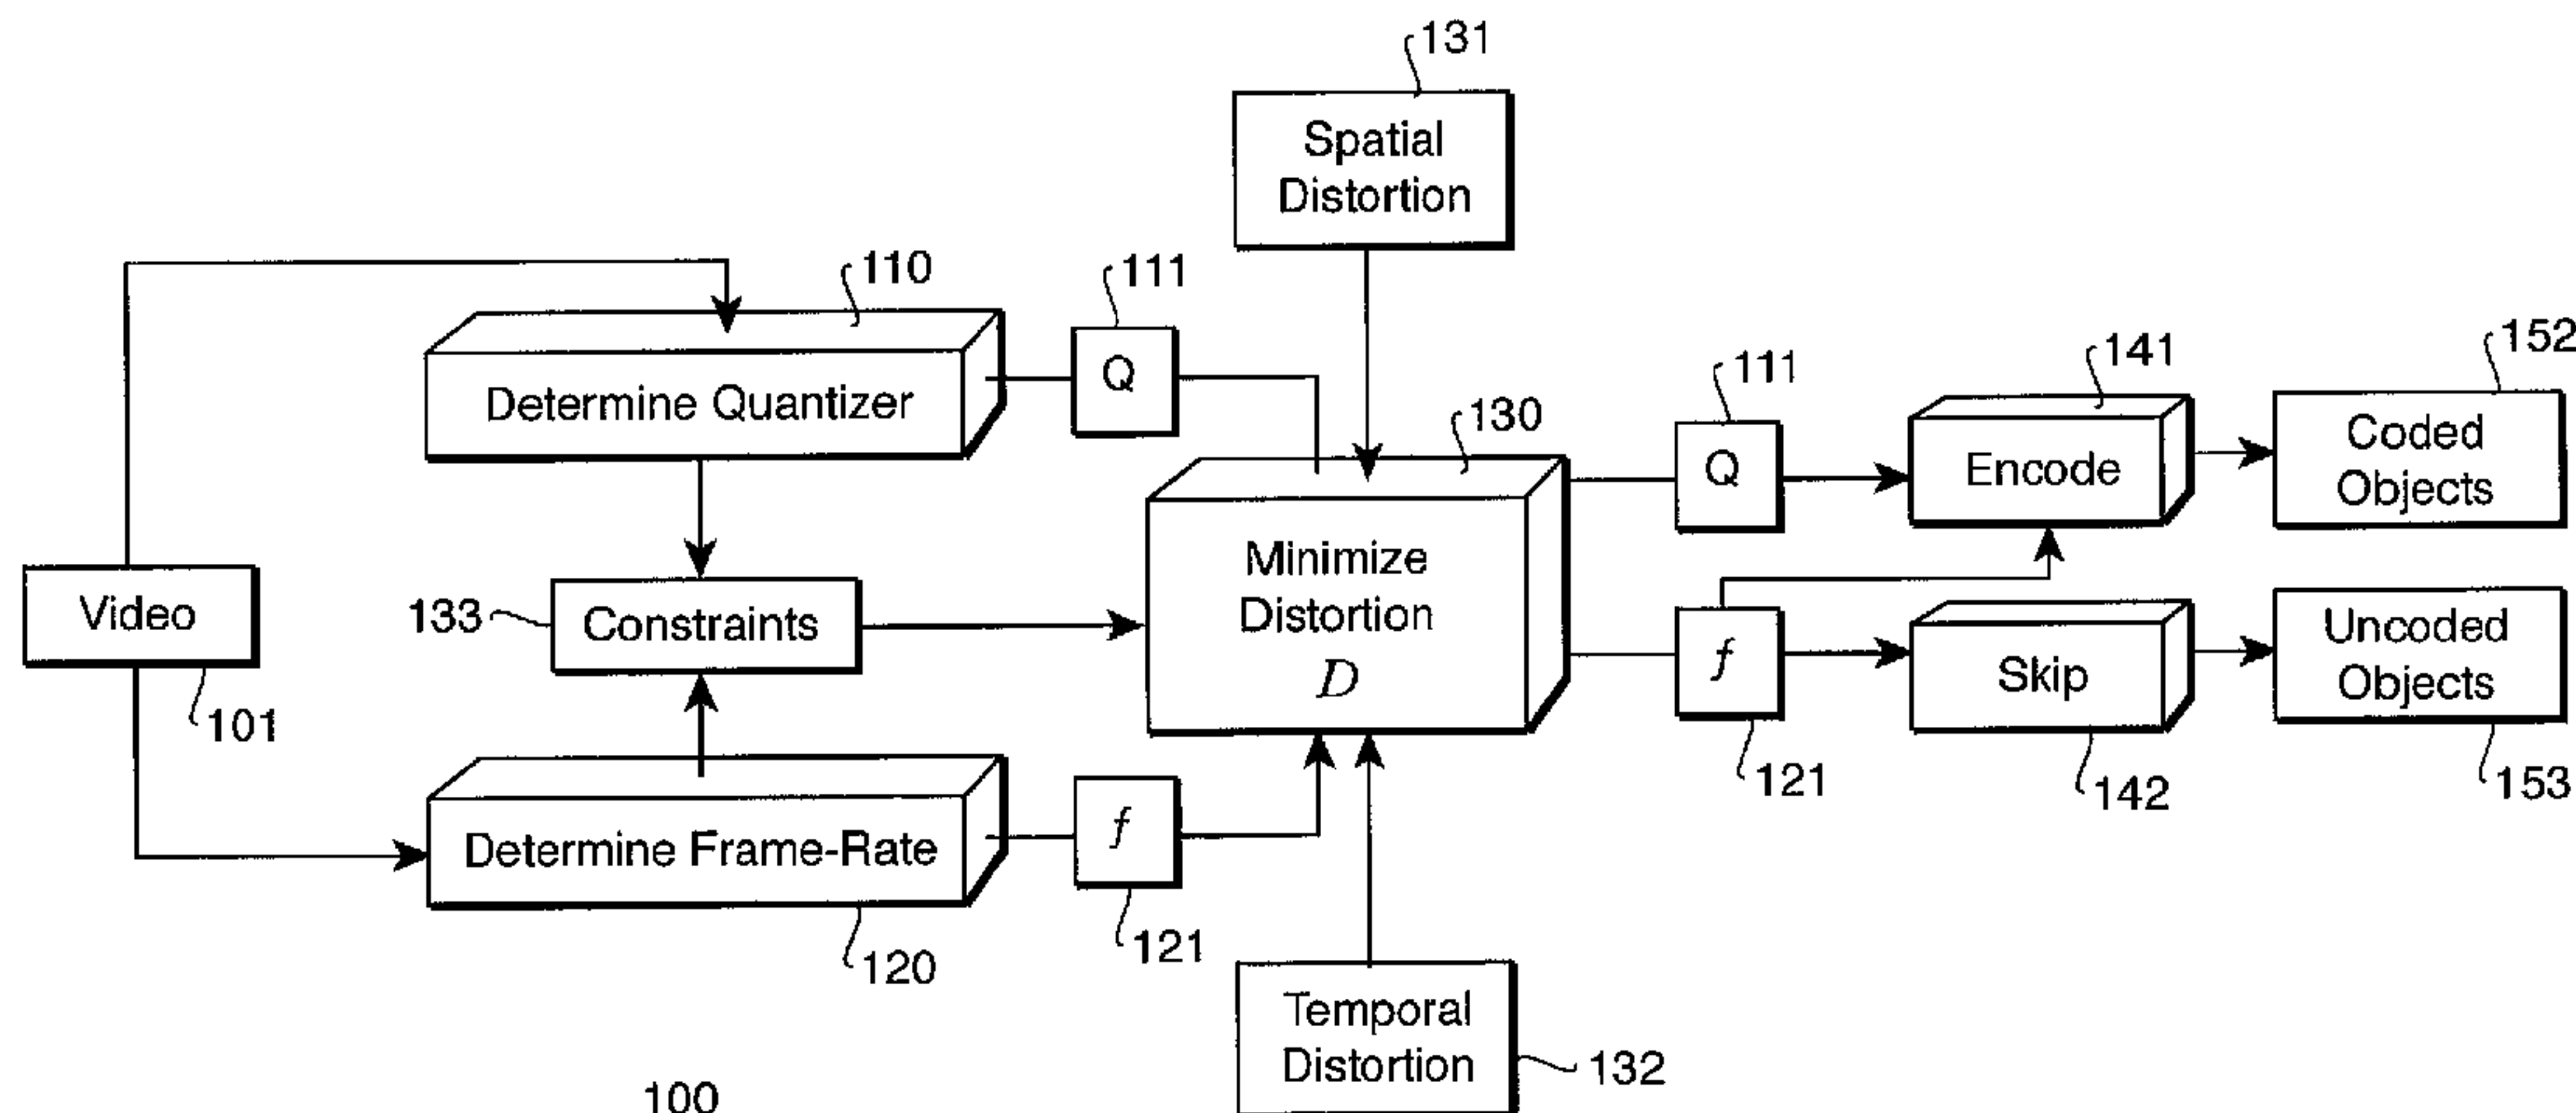 131
Spatial
Distortion
110
111
Determine Quantizer
Q
130
111
141
152
Q
Encode
Coded
Objects
Video
101
133
Constraints
Minimize
Distortion
D
f
121
Skip
142
Uncoded
Objects
153
Determine Frame-Rate
120
f
121
Temporal
Distortion
132
100